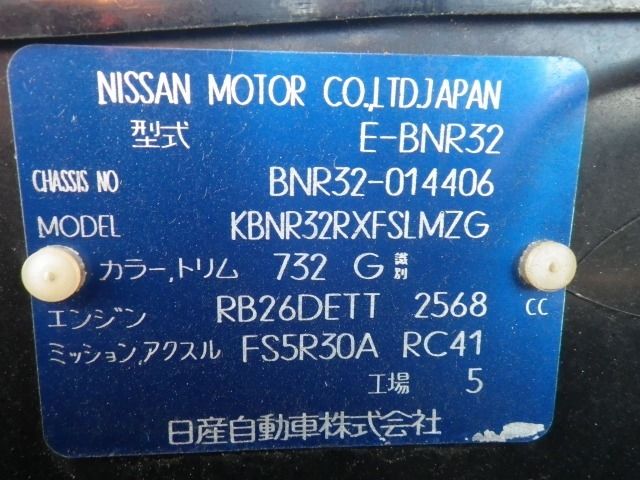 NISSAN MOTOR CO.,LTD.JAPAN
型式 E-BNR32
CHASSIS NO BNR32-014406
MODEL KBNR32RXFSLMZG
カラー,トリム 732 G 識別
エンジン RB26DETT 2568 CC
ミッション,アクスル FS5R30A RC41
工場 5
日産自動車株式会社